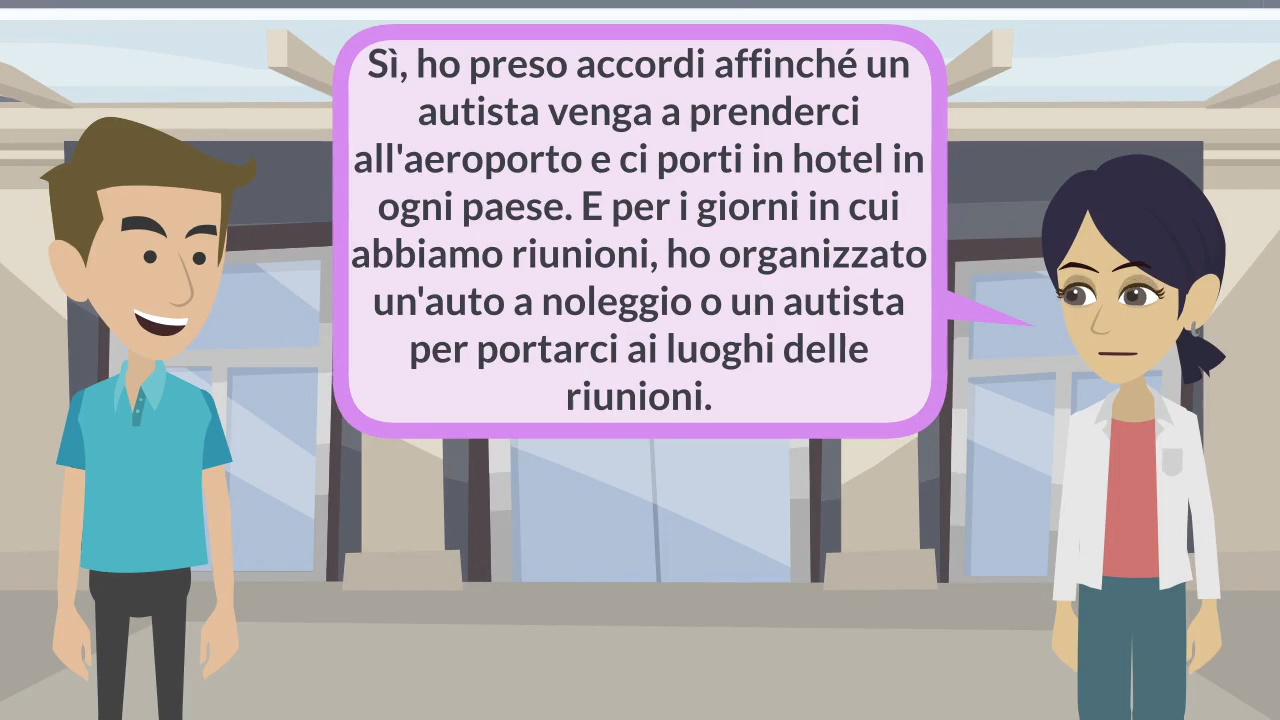 Sì, ho preso accordi affinché un
autista venga a prenderci
all'aeroporto e ci porti in hotel in
ogni paese. E per i giorni in cui
abbiamo riunioni, ho organizzato
un'auto a noleggio o un autista
per portarci ai luoghi delle
riunioni.